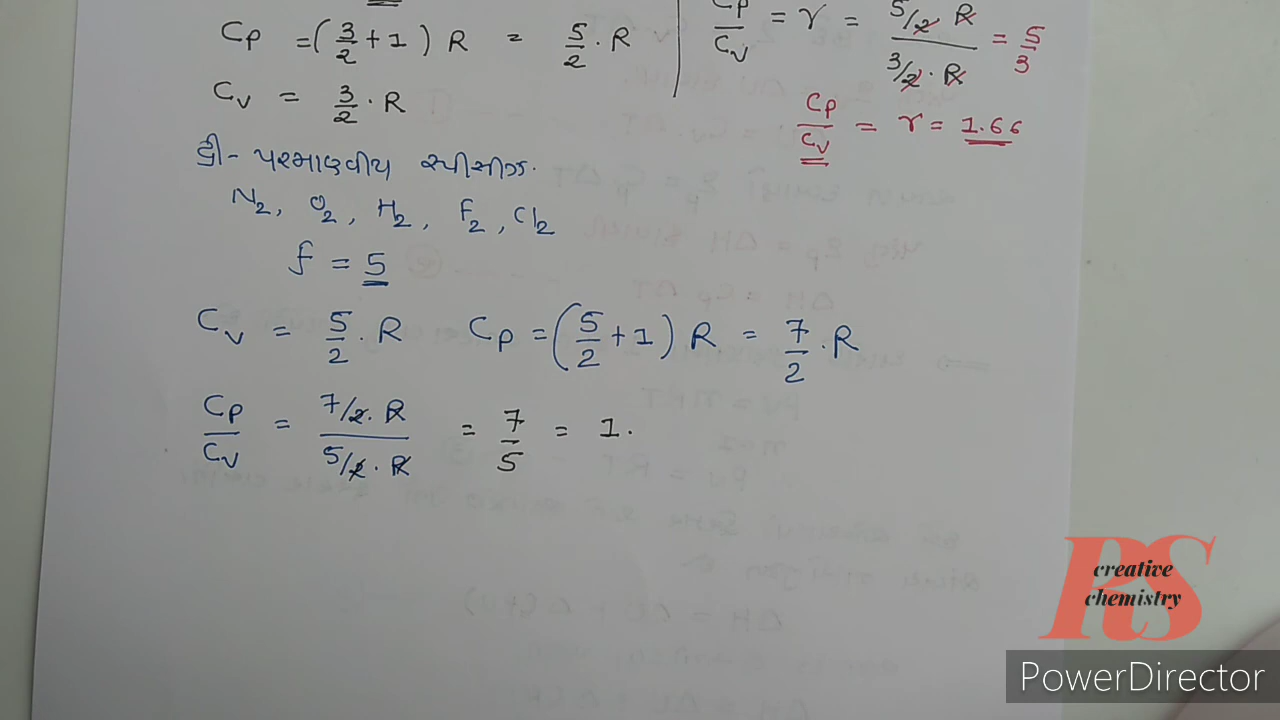 Cp = (3/2 + 1) R = 5/2 · R
Cv = 3/2 · R
Cp/Cv = γ = 5/2 R / 3/2 · R = 5/3
Cp/Cv = γ = 1.66
દ્વી - પરમાણ્વીય સ્પીસીઝ.
N2, O2, H2, F2, Cl2
f = 5
Cv = 5/2 · R Cp = (5/2 + 1) R = 7/2 · R
Cp/Cv = 7/2 · R / 5/2 · R = 7/5 = 1.
RS
creative
chemistry
PowerDirector